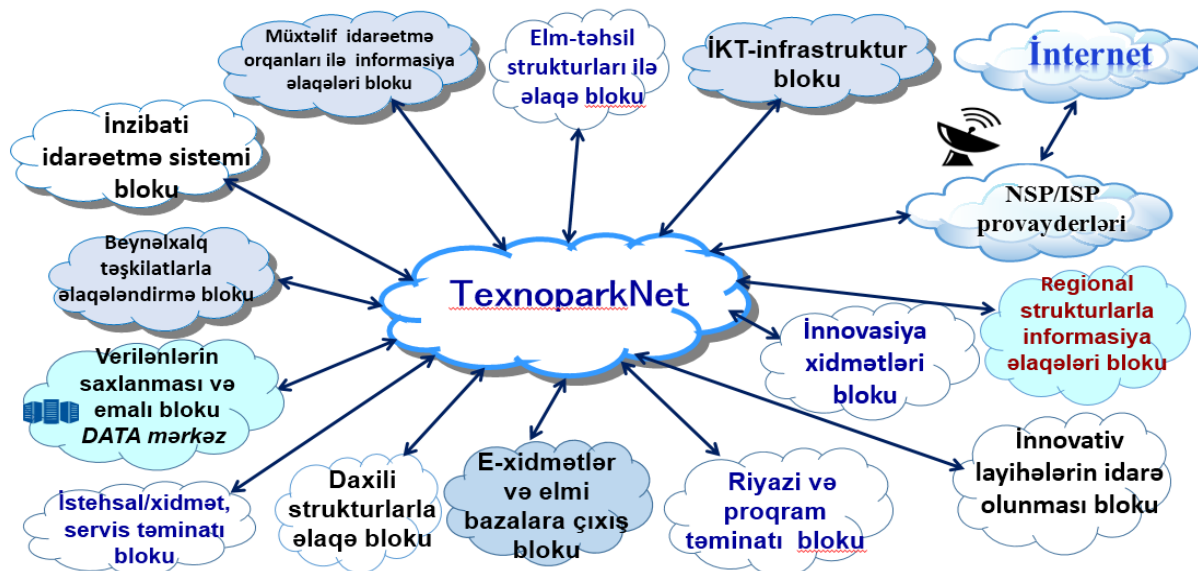 Müxtəlif idarəetmə
orqanları ilə informasiya
əlaqələri bloku
Elm-təhsil
strukturları ilə
əlaqə bloku
İKT-infrastruktur
bloku
İnternet
İnzibati
idarəetmə sistemi
bloku
NSP/ISP
provayderləri
Beynəlxalq
təşkilatlarla
əlaqələndirmə bloku
TexnoparkNet
Regional
strukturlarla
informasiya
əlaqələri bloku
İnnovasiya
xidmətləri
bloku
Verilənlərin
saxlanması və
emalı bloku
DATA mərkəz
İstehsal/xidmət,
servis təminatı
bloku
Daxili
strukturlarla
əlaqə bloku
E-xidmətlər
və elmi
bazalara çıxış
bloku
Riyazi və
proqram
təminatı bloku
İnnovativ
layihələrin idarə
olunması bloku